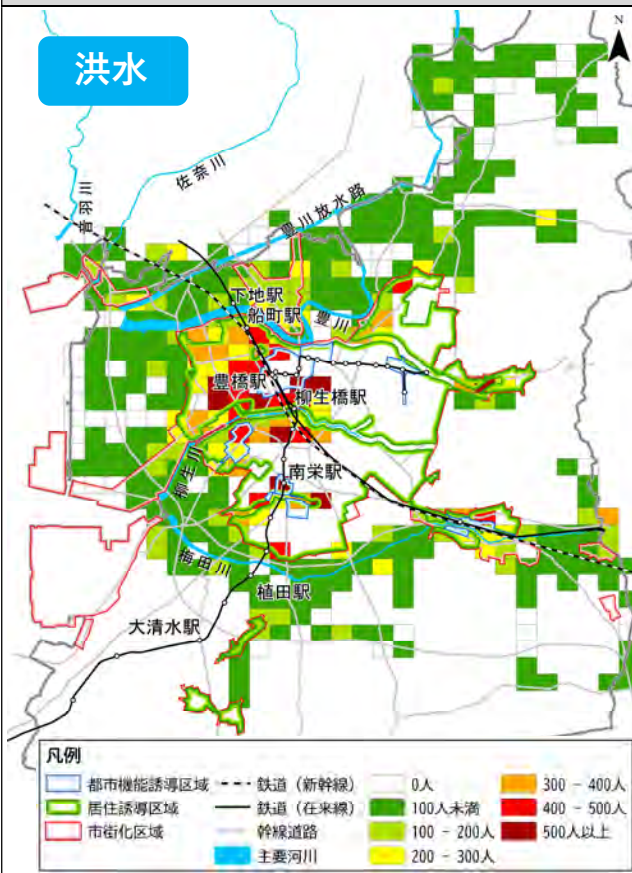 洪水
N
佐奈川
音羽川
豊川放水路
下地駅
船町駅
豊川
豊橋駅
柳生橋駅
南栄駅
柳生川
梅田川
植田駅
大清水駅
凡例
都市機能誘導区域 鉄道（新幹線） 0人 300 - 400人
居住誘導区域 鉄道（在来線） 100人未満 400 - 500人
市街化区域 幹線道路 100 - 200人 500人以上
主要河川 200 - 300人